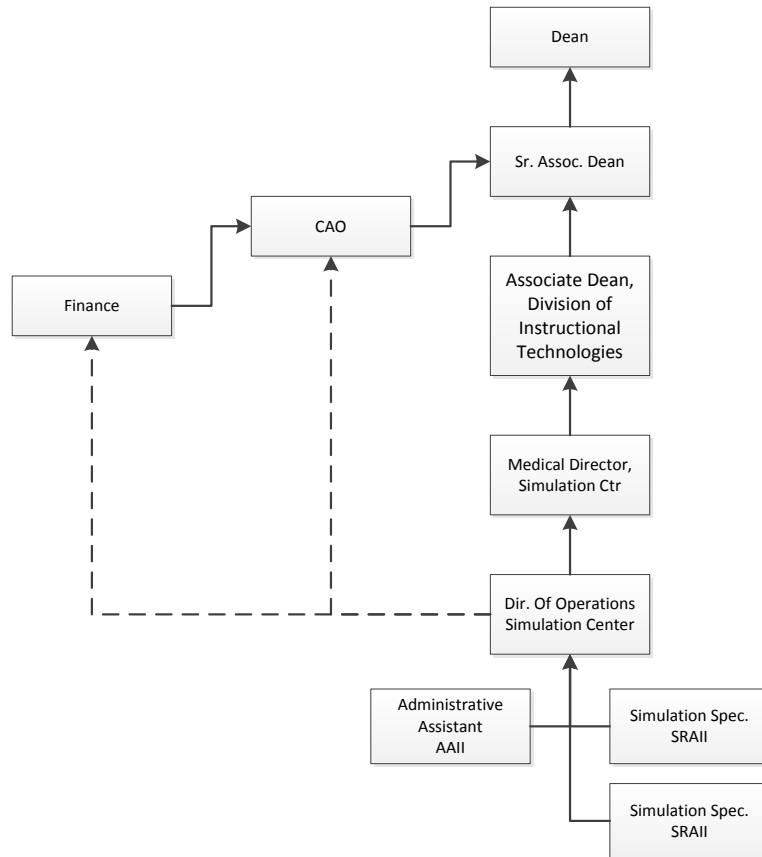 Dean
Sr. Assoc. Dean
CAO
Associate Dean,
Division of
Instructional
Technologies
Finance
Medical Director,
Simulation Ctr
Dir. Of Operations
Simulation Center
Administrative
Assistant
AAII
Simulation Spec.
SRAII
Simulation Spec.
SRAII